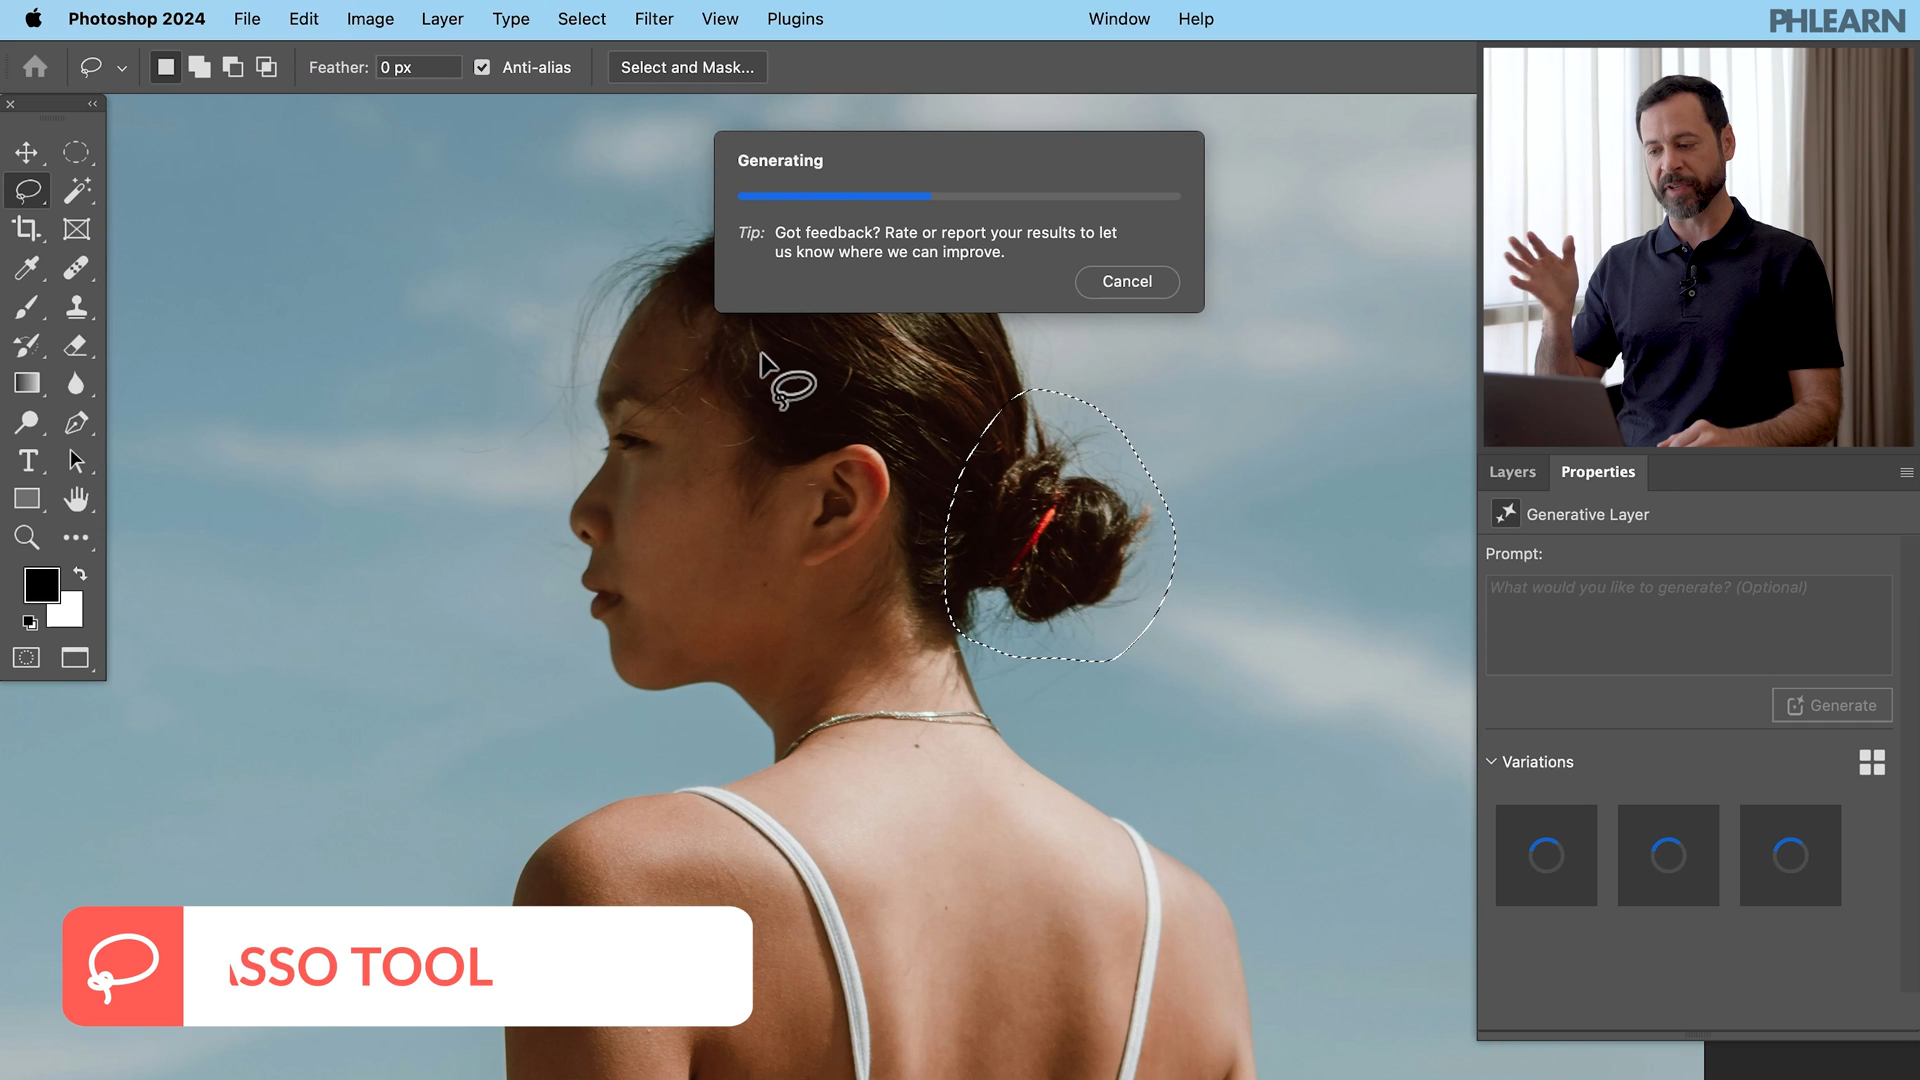 Photoshop 2024 File Edit Image Layer Type Select Filter View Plugins Window Help
PHLEARN
Feather: 0 px Anti-alias Select and Mask...
Generating
Tip: Got feedback? Rate or report your results to let
us know where we can improve.
Cancel
Layers Properties
Generative Layer
Prompt:
What would you like to generate? (Optional)
Generate
Variations
ASSO TOOL